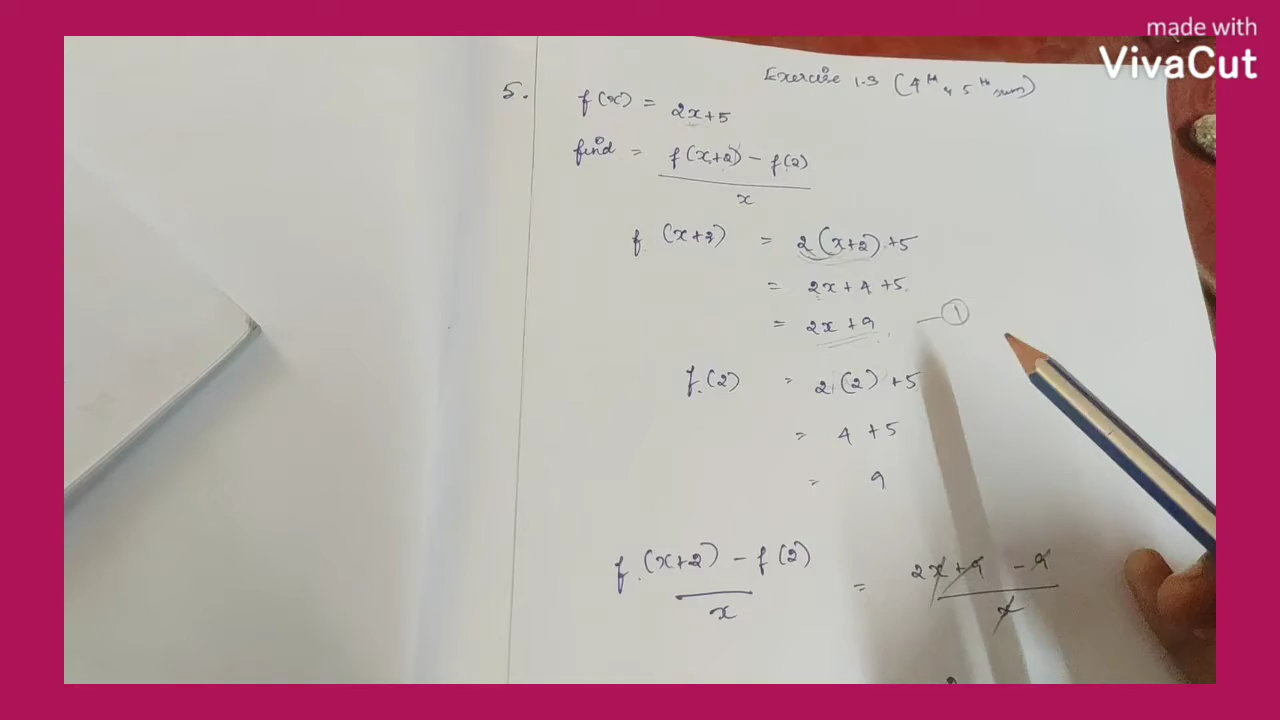 made with
VivaCut
Exercise 1.3 (4th, 5th sum)
5. f(x) = 2x+5
find = f(x+2) - f(2)
x
f (x+2) = 2(x+2)+5
= 2x+4+5
= 2x+9 — ①
f(2) = 2(2)+5
= 4+5
= 9
f(x+2) - f(2) = 2x+9-9
x x